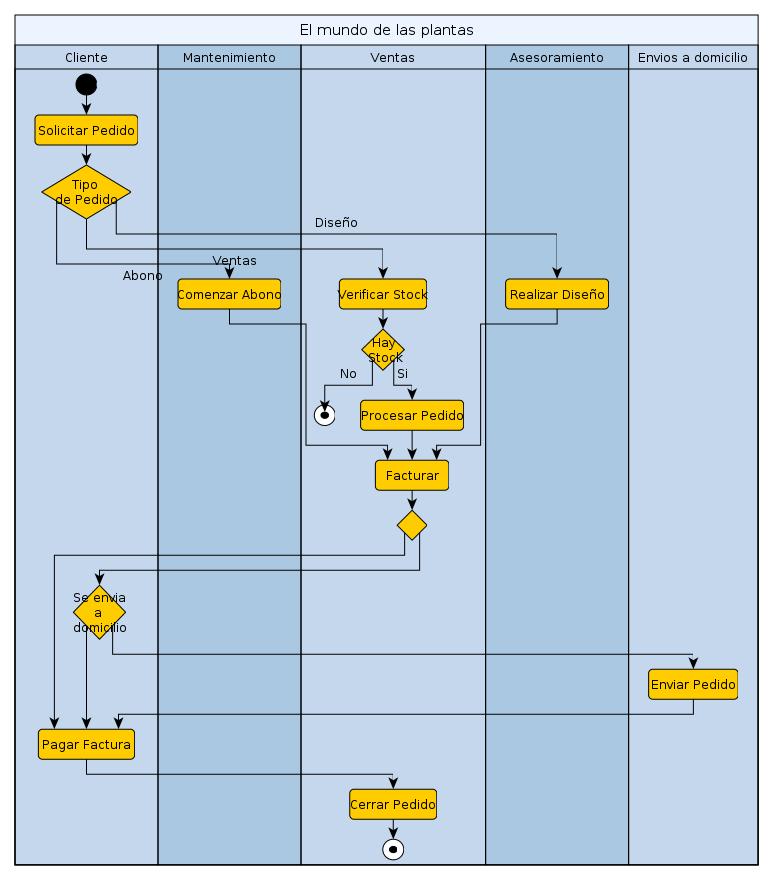 El mundo de las plantas
Cliente
Mantenimiento
Ventas
Asesoramiento
Envios a domicilio
Solicitar Pedido
Tipo
de Pedido
Diseño
Ventas
Abono
Comenzar Abono
Verificar Stock
Realizar Diseño
Hay
Stock
No
Si
Procesar Pedido
Facturar
Se envia
a
domicilio
Enviar Pedido
Pagar Factura
Cerrar Pedido